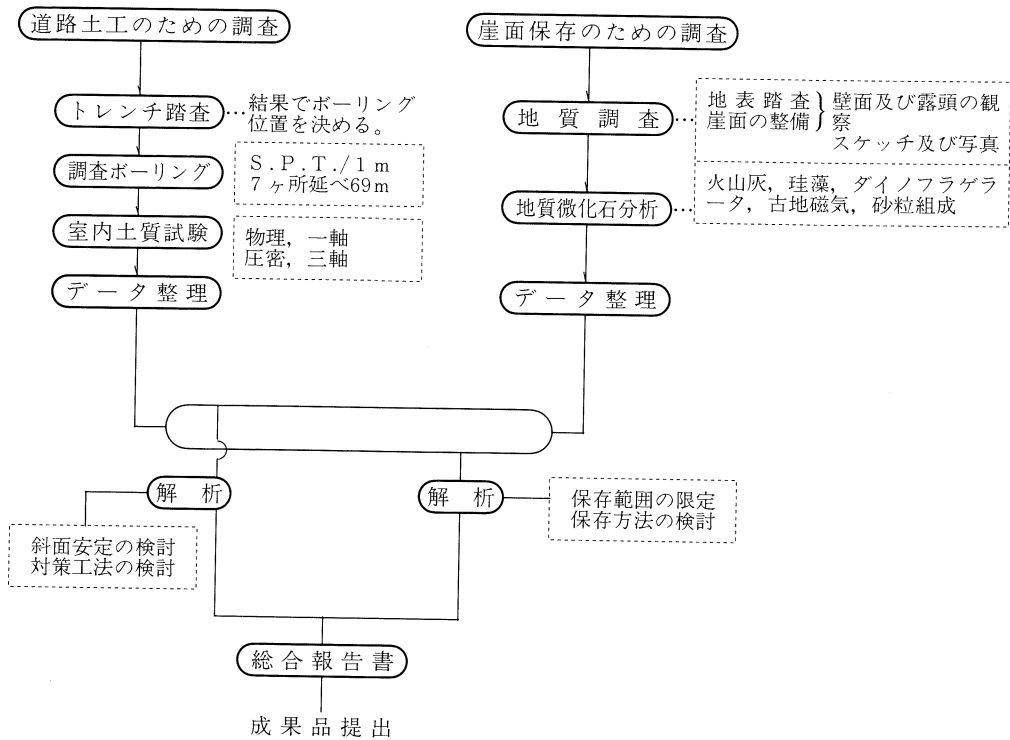 道路土工のための調査
トレンチ踏査
…結果でボーリング
位置を決める。
調査ボーリング
S.P.T./1m
7ヶ所延べ69m
室内土質試験
物理，一軸
圧密，三軸
データ整理
崖面保存のための調査
地質調査
地表踏査
崖面の整備
壁面及び露頭の観
察
スケッチ及び写真
地質微化石分析
火山灰，珪藻，ダイノフラゲラ
ータ，古地磁気，砂粒組成
データ整理
解析
斜面安定の検討
対策工法の検討
解析
保存範囲の限定
保存方法の検討
総合報告書
成果品提出